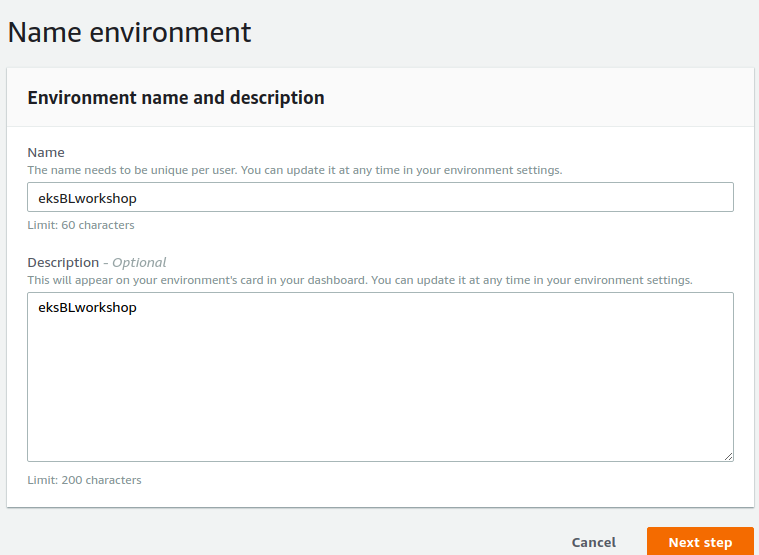 Name environment
Environment name and description
Name
The name needs to be unique per user. You can update it at any time in your environment settings.
eksBLworkshop
Limit: 60 characters
Description - Optional
This will appear on your environment's card in your dashboard. You can update it at any time in your environment settings.
eksBLworkshop
Limit: 200 characters
Cancel
Next step